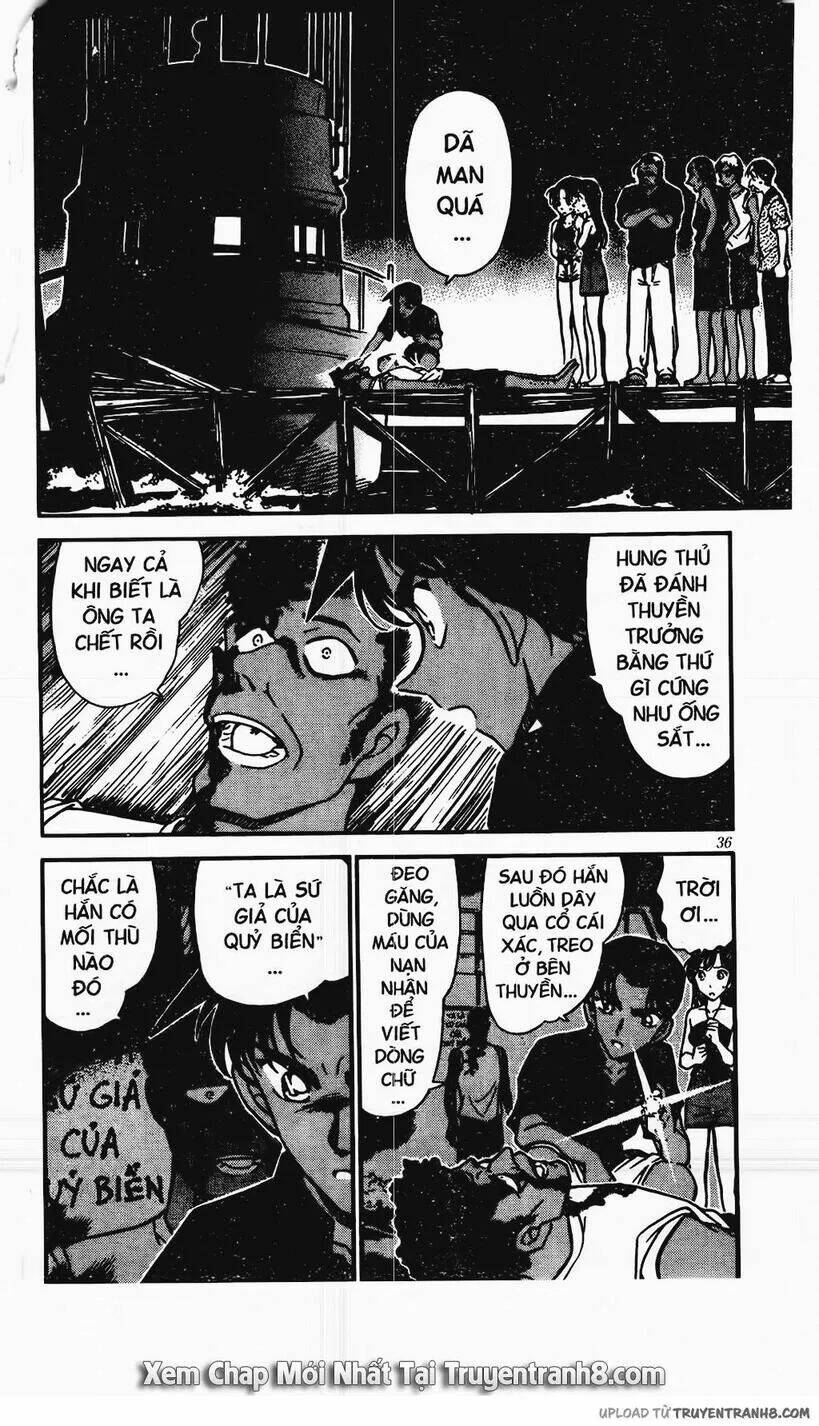 DÃ
MAN
QUÁ
...
HUNG THỦ
ĐÃ ĐÁNH
THUYỀN
TRƯỞNG
BẰNG THỨ
GÌ CỨNG
NHƯ ỐNG
SẮT...
NGAY CẢ
KHI BIẾT LÀ
ÔNG TA
CHẾT RỒI
...
36
TRỜI
ƠI...
SAU ĐÓ HẮN
LUỒN DÂY
QUA CỔ CÁI
XÁC, TREO
Ở BÊN
THUYỀN...
ĐEO
GĂNG,
DÙNG
MÁU CỦA
NẠN
NHÂN
ĐỂ
VIẾT
DÒNG
CHỮ
...
"TA LÀ SỨ
GIẢ CỦA
QUỶ BIỂN"
...
CHẮC LÀ
HẮN CÓ
MỐI THÙ
NÀO
ĐÓ ...
GIẢ
CỦA
BIỂN
Xem Chap Mới Nhất Tại Truyentranh8.com
UPLOAD TỪ TRUYENTRANH8.COM